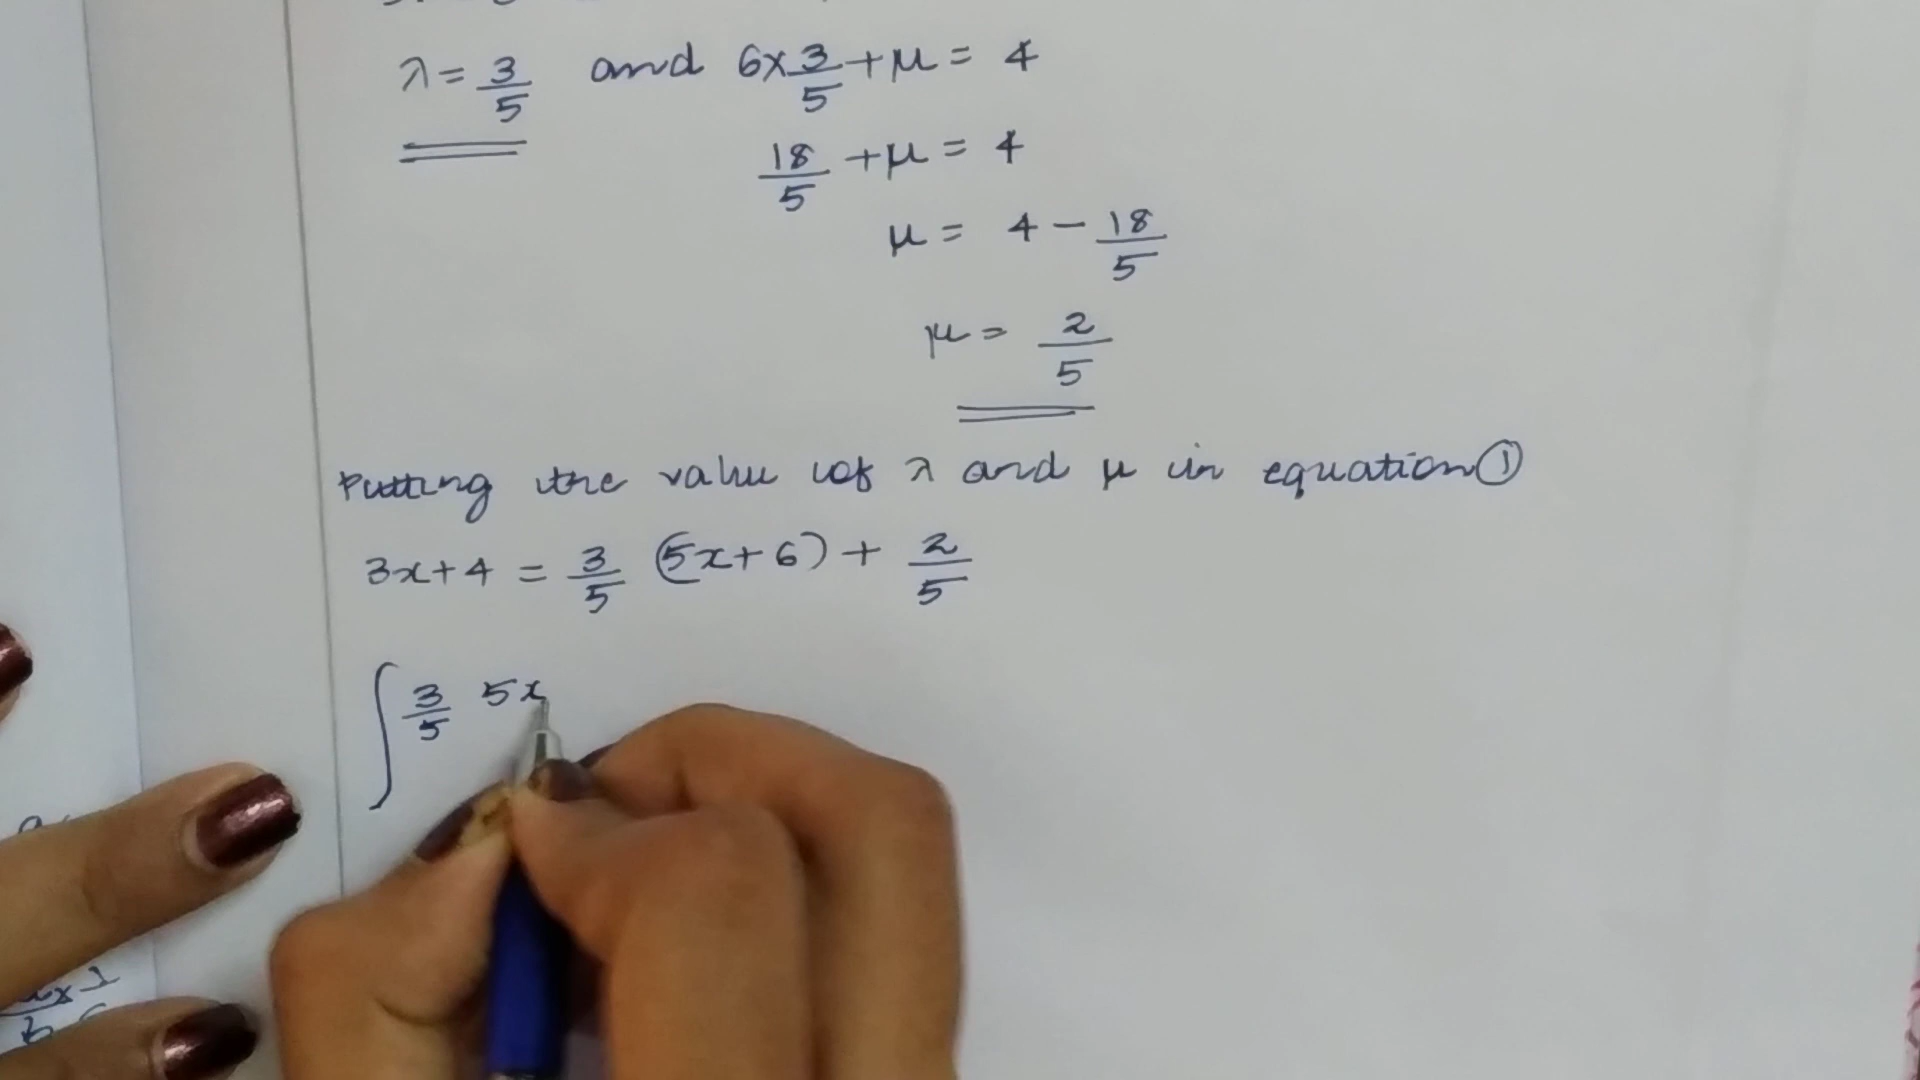 λ = 3/5 and 6×3/5 + μ = 4
18/5 + μ = 4
μ = 4 - 18/5
μ = 2/5
Putting the value of λ and μ in equation ①
3x+4 = 3/5 (5x+6) + 2/5
∫ 3/5 5x